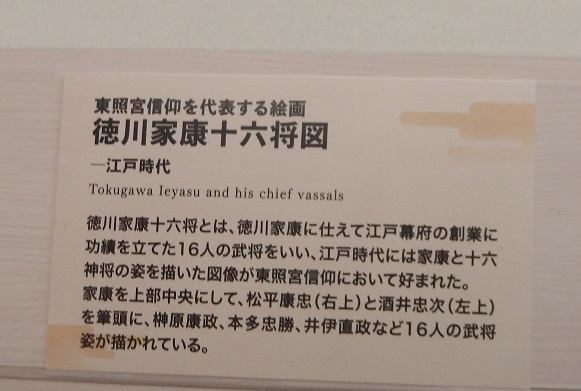 東照宮信仰を代表する絵画
徳川家康十六将図
―江戸時代
Tokugawa Ieyasu and his chief vassals
徳川家康十六将とは、徳川家康に仕えて江戸幕府の創業に
功績を立てた16人の武将をいい、江戸時代には家康と十六
神将の姿を描いた図像が東照宮信仰において好まれた。
家康を上部中央にして、松平康忠（右上）と酒井忠次（左上）
を筆頭に、榊原康政、本多忠勝、井伊直政など16人の武将
姿が描かれている。